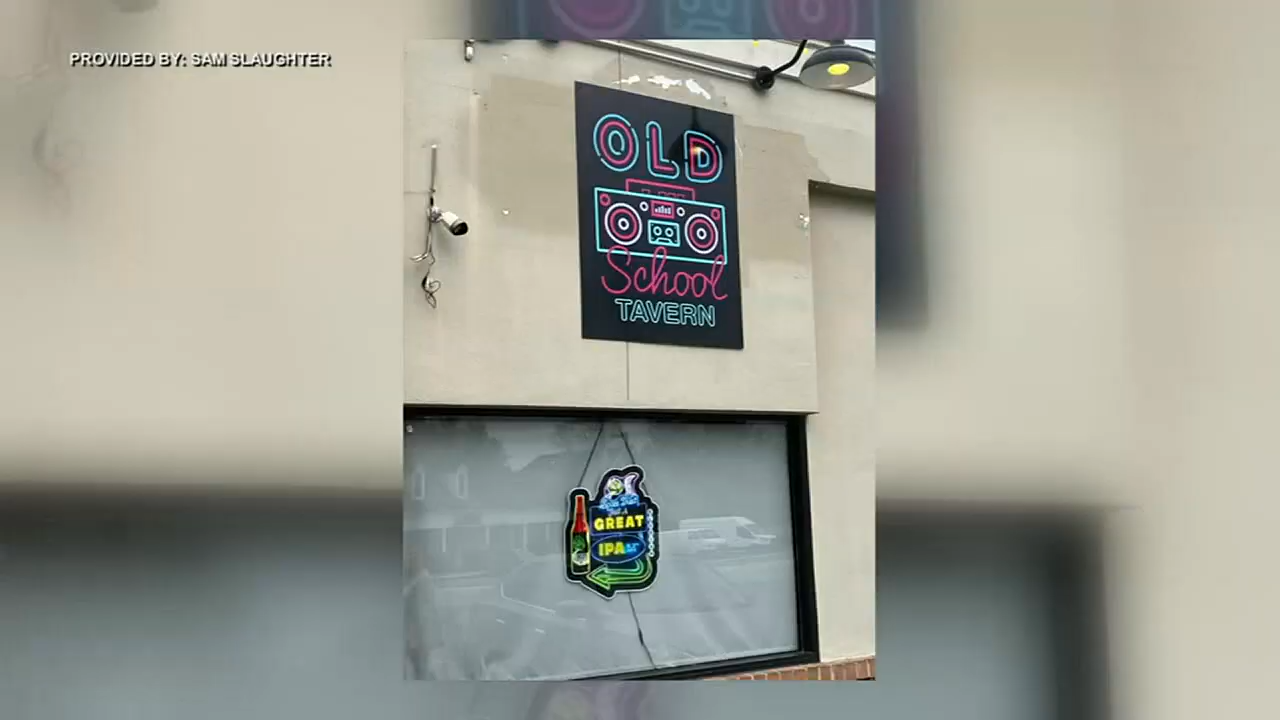 PROVIDED BY: SAM SLAUGHTER
OLD
School
TAVERN
GREAT
IPA